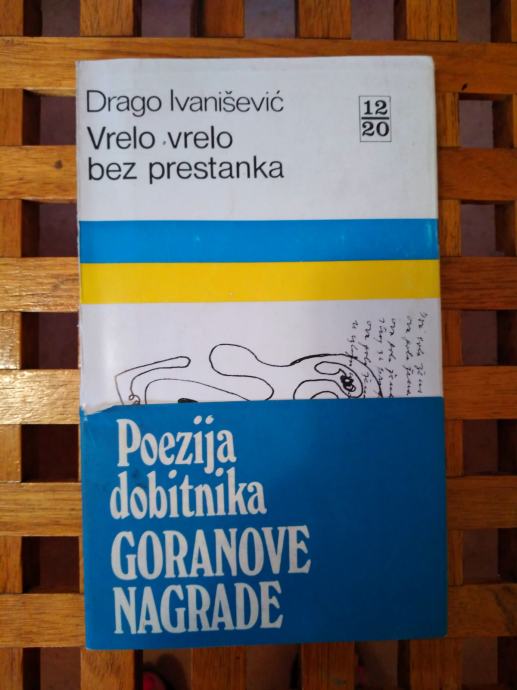 Drago Ivanišević
Vrelo vrelo
bez prestanka
12
20
Poezija
dobitnika
GORANOVE
NAGRADE